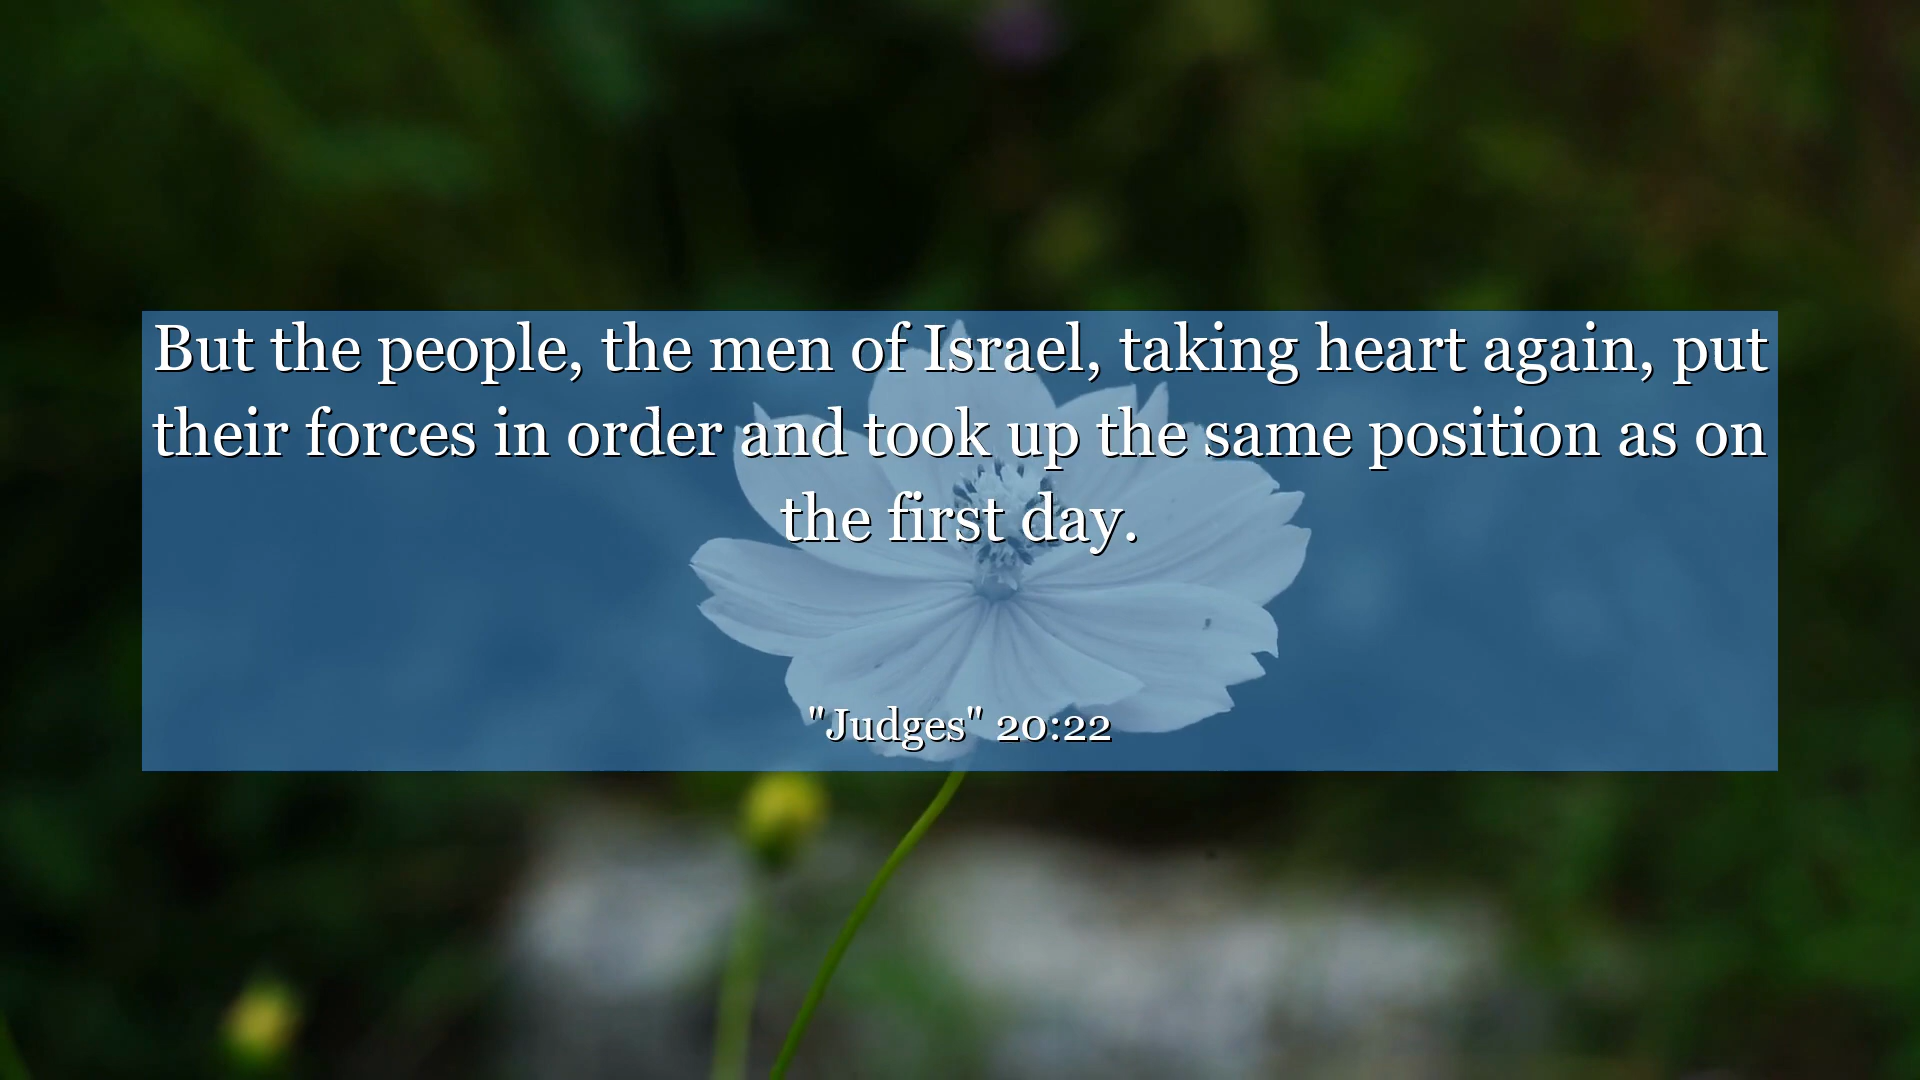 But the people, the men of Israel, taking heart again, put
their forces in order and took up the same position as on
the first day.
"Judges" 20:22